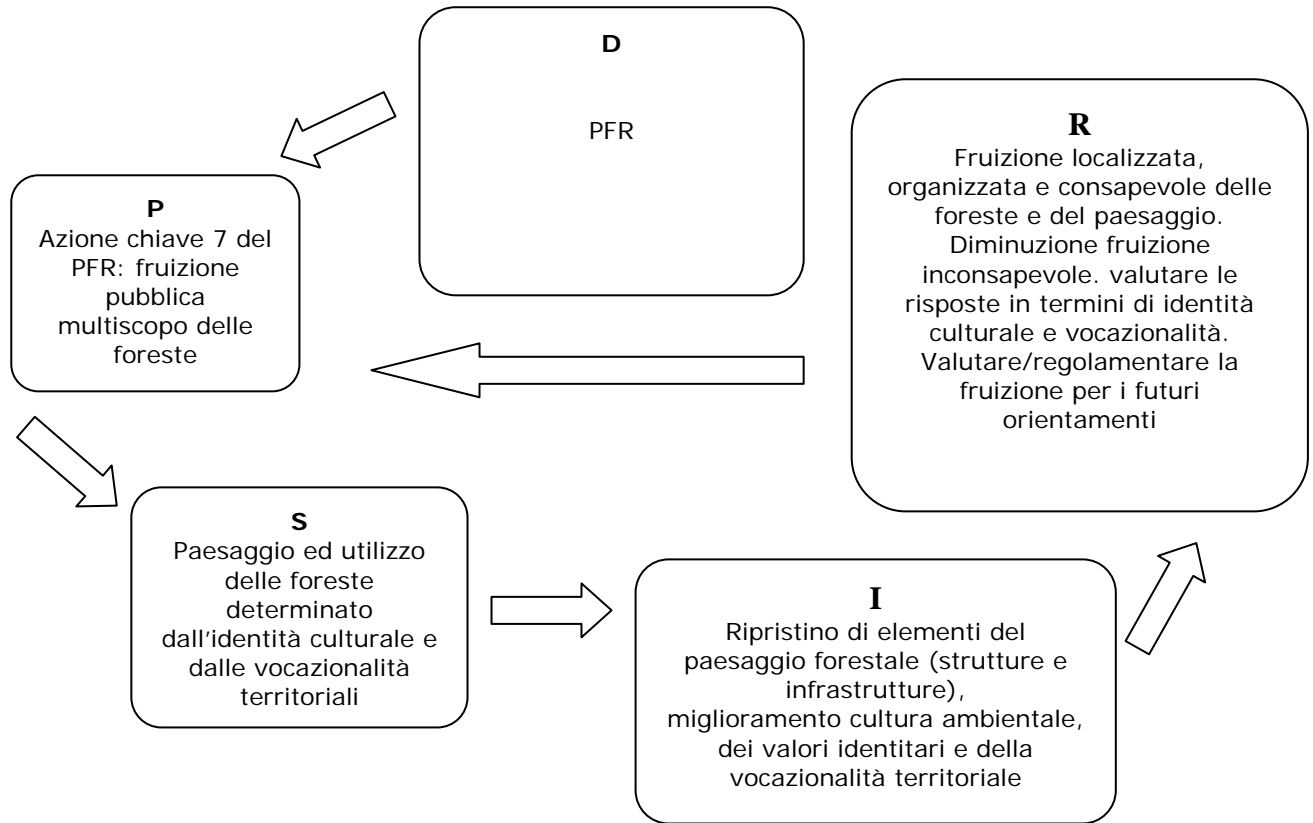 D
PFR
P
Azione chiave 7 del
PFR: fruizione
pubblica
multiscopo delle
foreste
S
Paesaggio ed utilizzo
delle foreste
determinato
dall'identità culturale e
dalle vocazionalità
territoriali
I
Ripristino di elementi del
paesaggio forestale (strutture e
infrastrutture),
miglioramento cultura ambientale,
dei valori identitari e della
vocazionalità territoriale
R
Fruizione localizzata,
organizzata e consapevole delle
foreste e del paesaggio.
Diminuzione fruizione
inconsapevole. valutare le
risposte in termini di identità
culturale e vocazionalità.
Valutare/regolamentare la
fruizione per i futuri
orientamenti